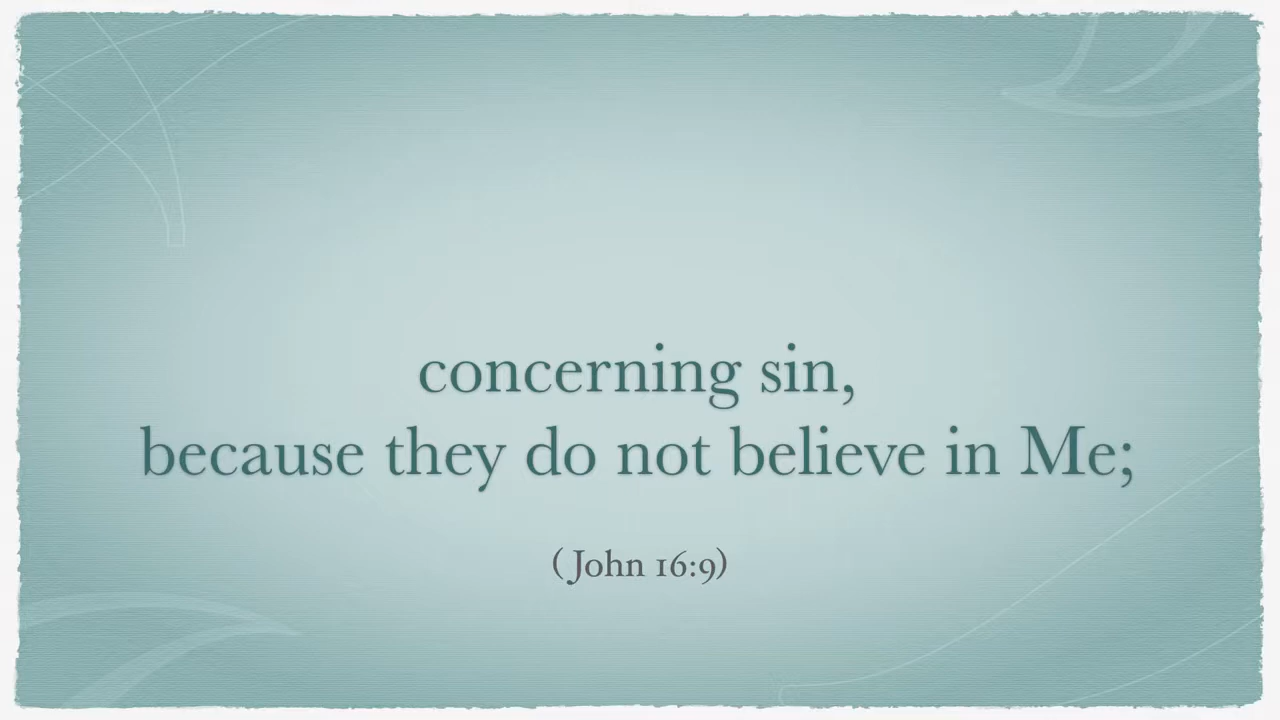 concerning sin,
because they do not believe in Me;
(John 16:9)